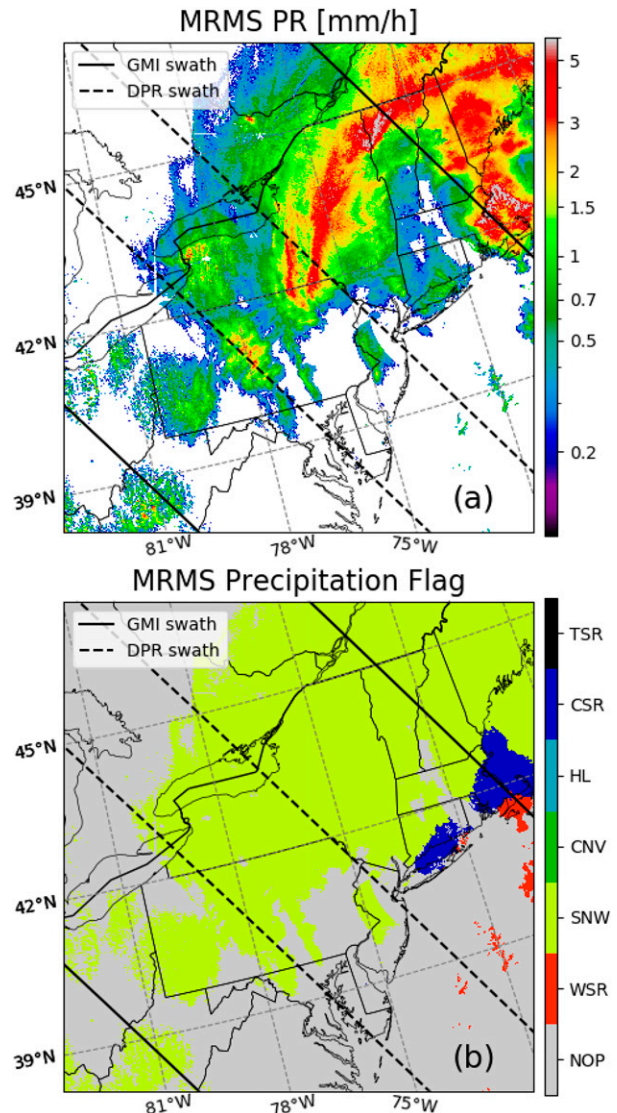 MRMS PR [mm/h]
GMI swath
DPR swath
5
3
2
1.5
1
0.7
0.5
0.2
45°N
42°N
39°N
81°W
78°W
75°W
(a)
MRMS Precipitation Flag
GMI swath
DPR swath
TSR
CSR
HL
CNV
SNW
WSR
NOP
45°N
42°N
39°N
81°W
78°W
75°W
(b)